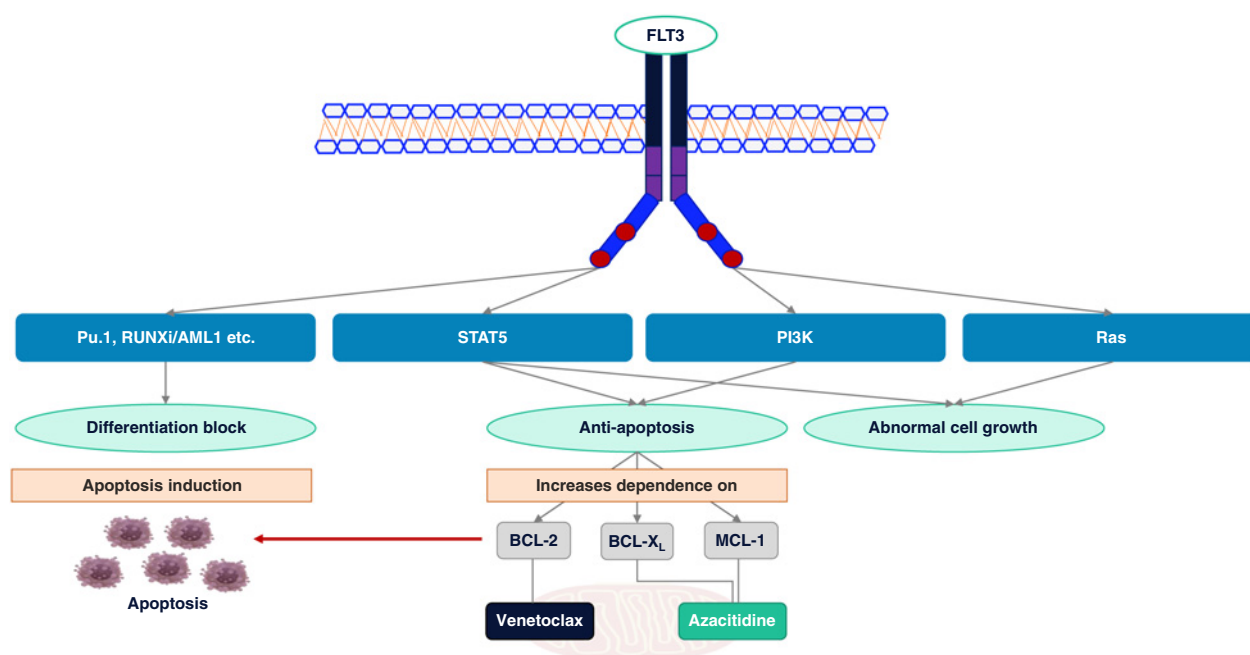 FLT3
Pu.1, RUNXi/AML1 etc.
STAT5
PI3K
Ras
Differentiation block
Anti-apoptosis
Abnormal cell growth
Apoptosis induction
Increases dependence on
BCL-2
BCL-XL
MCL-1
Apoptosis
Venetoclax
Azacitidine